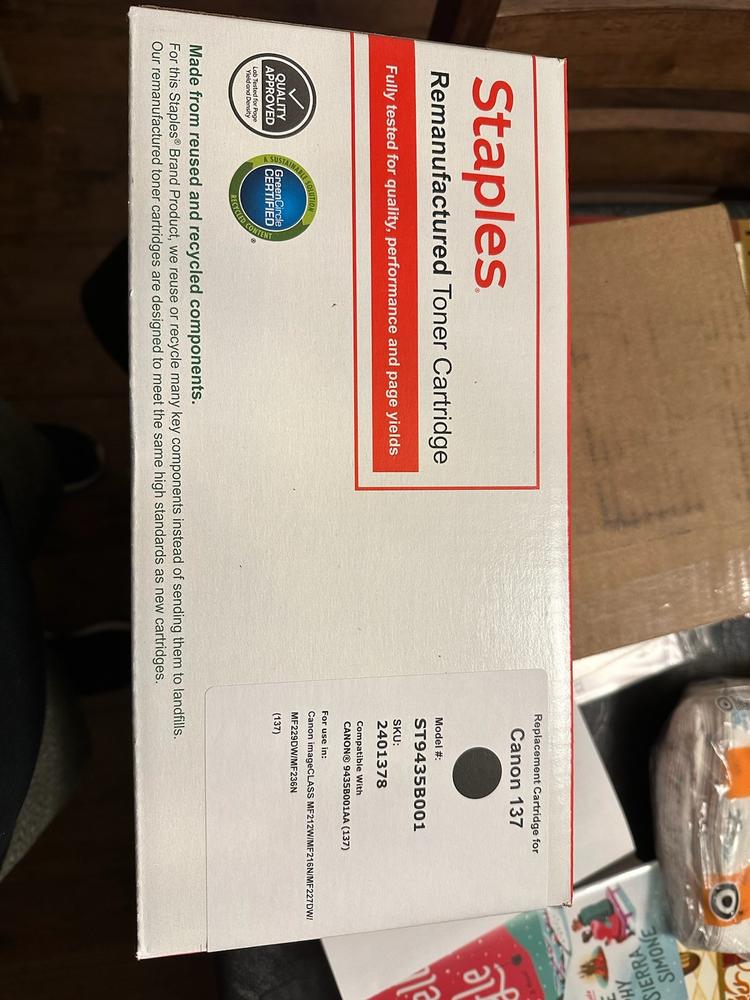 Staples®
Remanufactured Toner Cartridge
Fully tested for quality, performance and page yields
QUALITY
APPROVED
Lab Tested for Page
Yield and Density
A SUSTAINABLE SOLUTION
GreenCircle
CERTIFIED
RECYCLED CONTENT
®
Made from reused and recycled components.
For this Staples® Brand Product, we reuse or recycle many key components instead of sending them to landfills.
Our remanufactured toner cartridges are designed to meet the same high standards as new cartridges.
Replacement Cartridge for
Canon 137
Model #:
ST9435B001
SKU:
2401378
Compatible With
CANON® 9435B001AA (137)
For use in:
Canon imageCLASS MF212W/MF216N/MF227DW/
MF229DW/MF236N
(137)
SIERRA
SIMONE